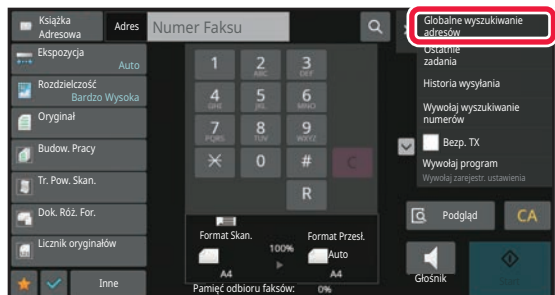 Książka
Adresowa
Adres
Numer Faksu
Globalne wyszukiwanie
adresów
Ekspozycja
Auto
Rozdzielczość
Bardzo Wysoka
Oryginał
Budow. Pracy
Tr. Pow. Skan.
Dok. Róż. For.
Licznik oryginałów
Inne
1
2
ABC
3
DEF
4
GHI
5
JKL
6
MNO
7
PQRS
8
TUV
9
WXYZ
0
#
C
R
Format Skan.
100%
Format Przesł.
Auto
A4
A4
Pamięć odbioru faksów: 0%
Ostatnie
zadania
Historia wysyłania
Wywołaj wyszukiwanie
numerów
Bezp. TX
Wywołaj program
Wywołaj zarejestr. ustawienia
Podgląd
CA
Głośnik
Start